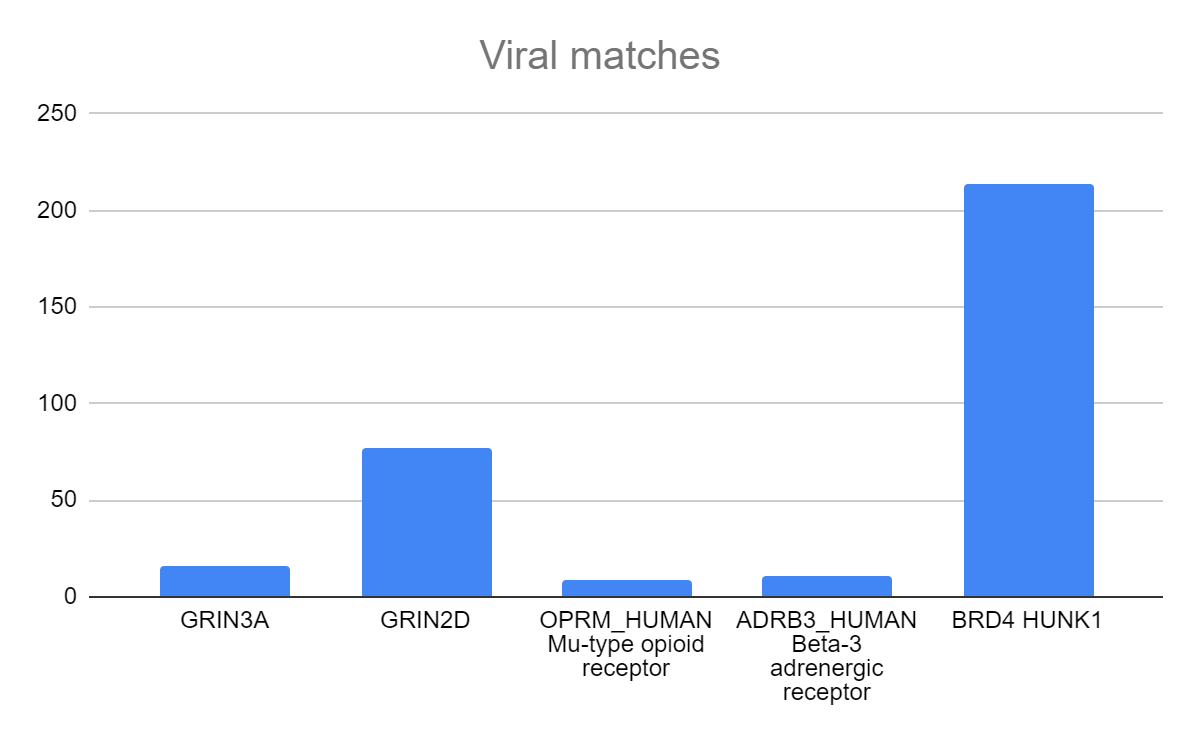 Viral matches
250
200
150
100
50
0
GRIN3A
GRIN2D
OPRM_HUMAN
Mu-type opioid
receptor
ADRB3_HUMAN
Beta-3
adrenergic
receptor
BRD4 HUNK1